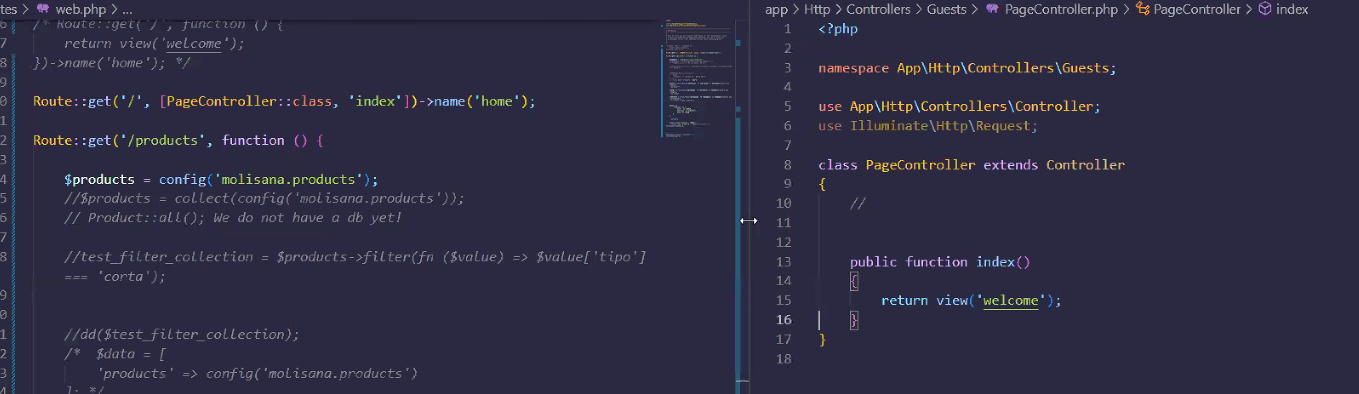 tes > web.php > ...
/* Route::get('/', function () {
7 return view('welcome');
8 })->name('home'); */
9
0 Route::get('/', [PageController::class, 'index'])->name('home');
1
2 Route::get('/products', function () {
3
4 $products = config('molisana.products');
5 //$products = collect(config('molisana.products'));
6 // Product::all(); We do not have a db yet!
7
8 //test_filter_collection = $products->filter(fn ($value) => $value['tipo']
=== 'corta');
9
0
1 //dd($test_filter_collection);
2 /* $data = [
3 'products' => config('molisana.products')
4 ]; */
app > Http > Controllers > Guests > PageController.php > PageController > index
1 <?php
2
3 namespace App\Http\Controllers\Guests;
4
5 use App\Http\Controllers\Controller;
6 use Illuminate\Http\Request;
7
8 class PageController extends Controller
9 {
10 //
11
12
13 public function index()
14 {
15 return view('welcome');
16 }
17 }
18